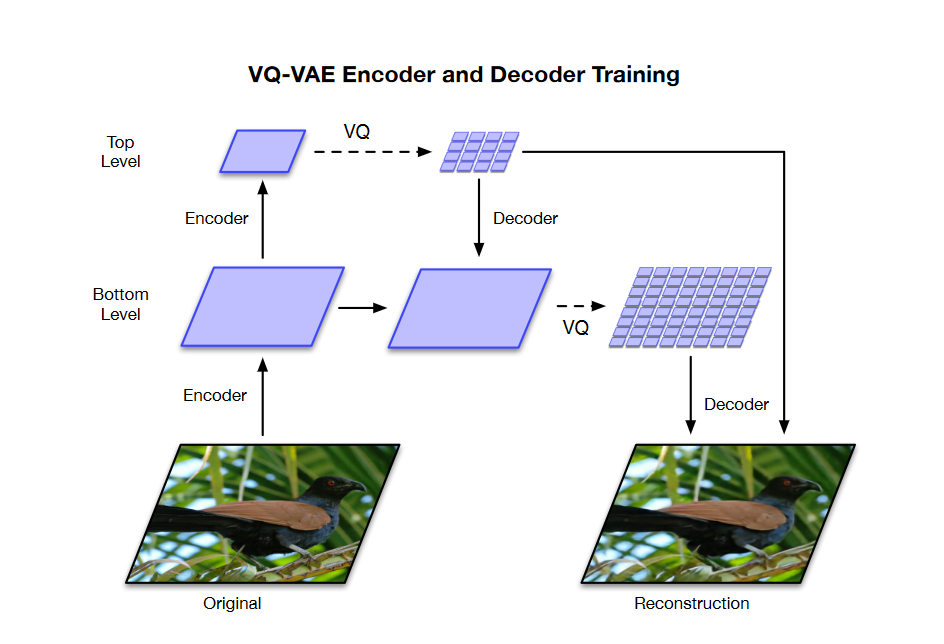 VQ-VAE Encoder and Decoder Training
Top
Level
VQ
Encoder
Decoder
Bottom
Level
VQ
Encoder
Decoder
Original
Reconstruction